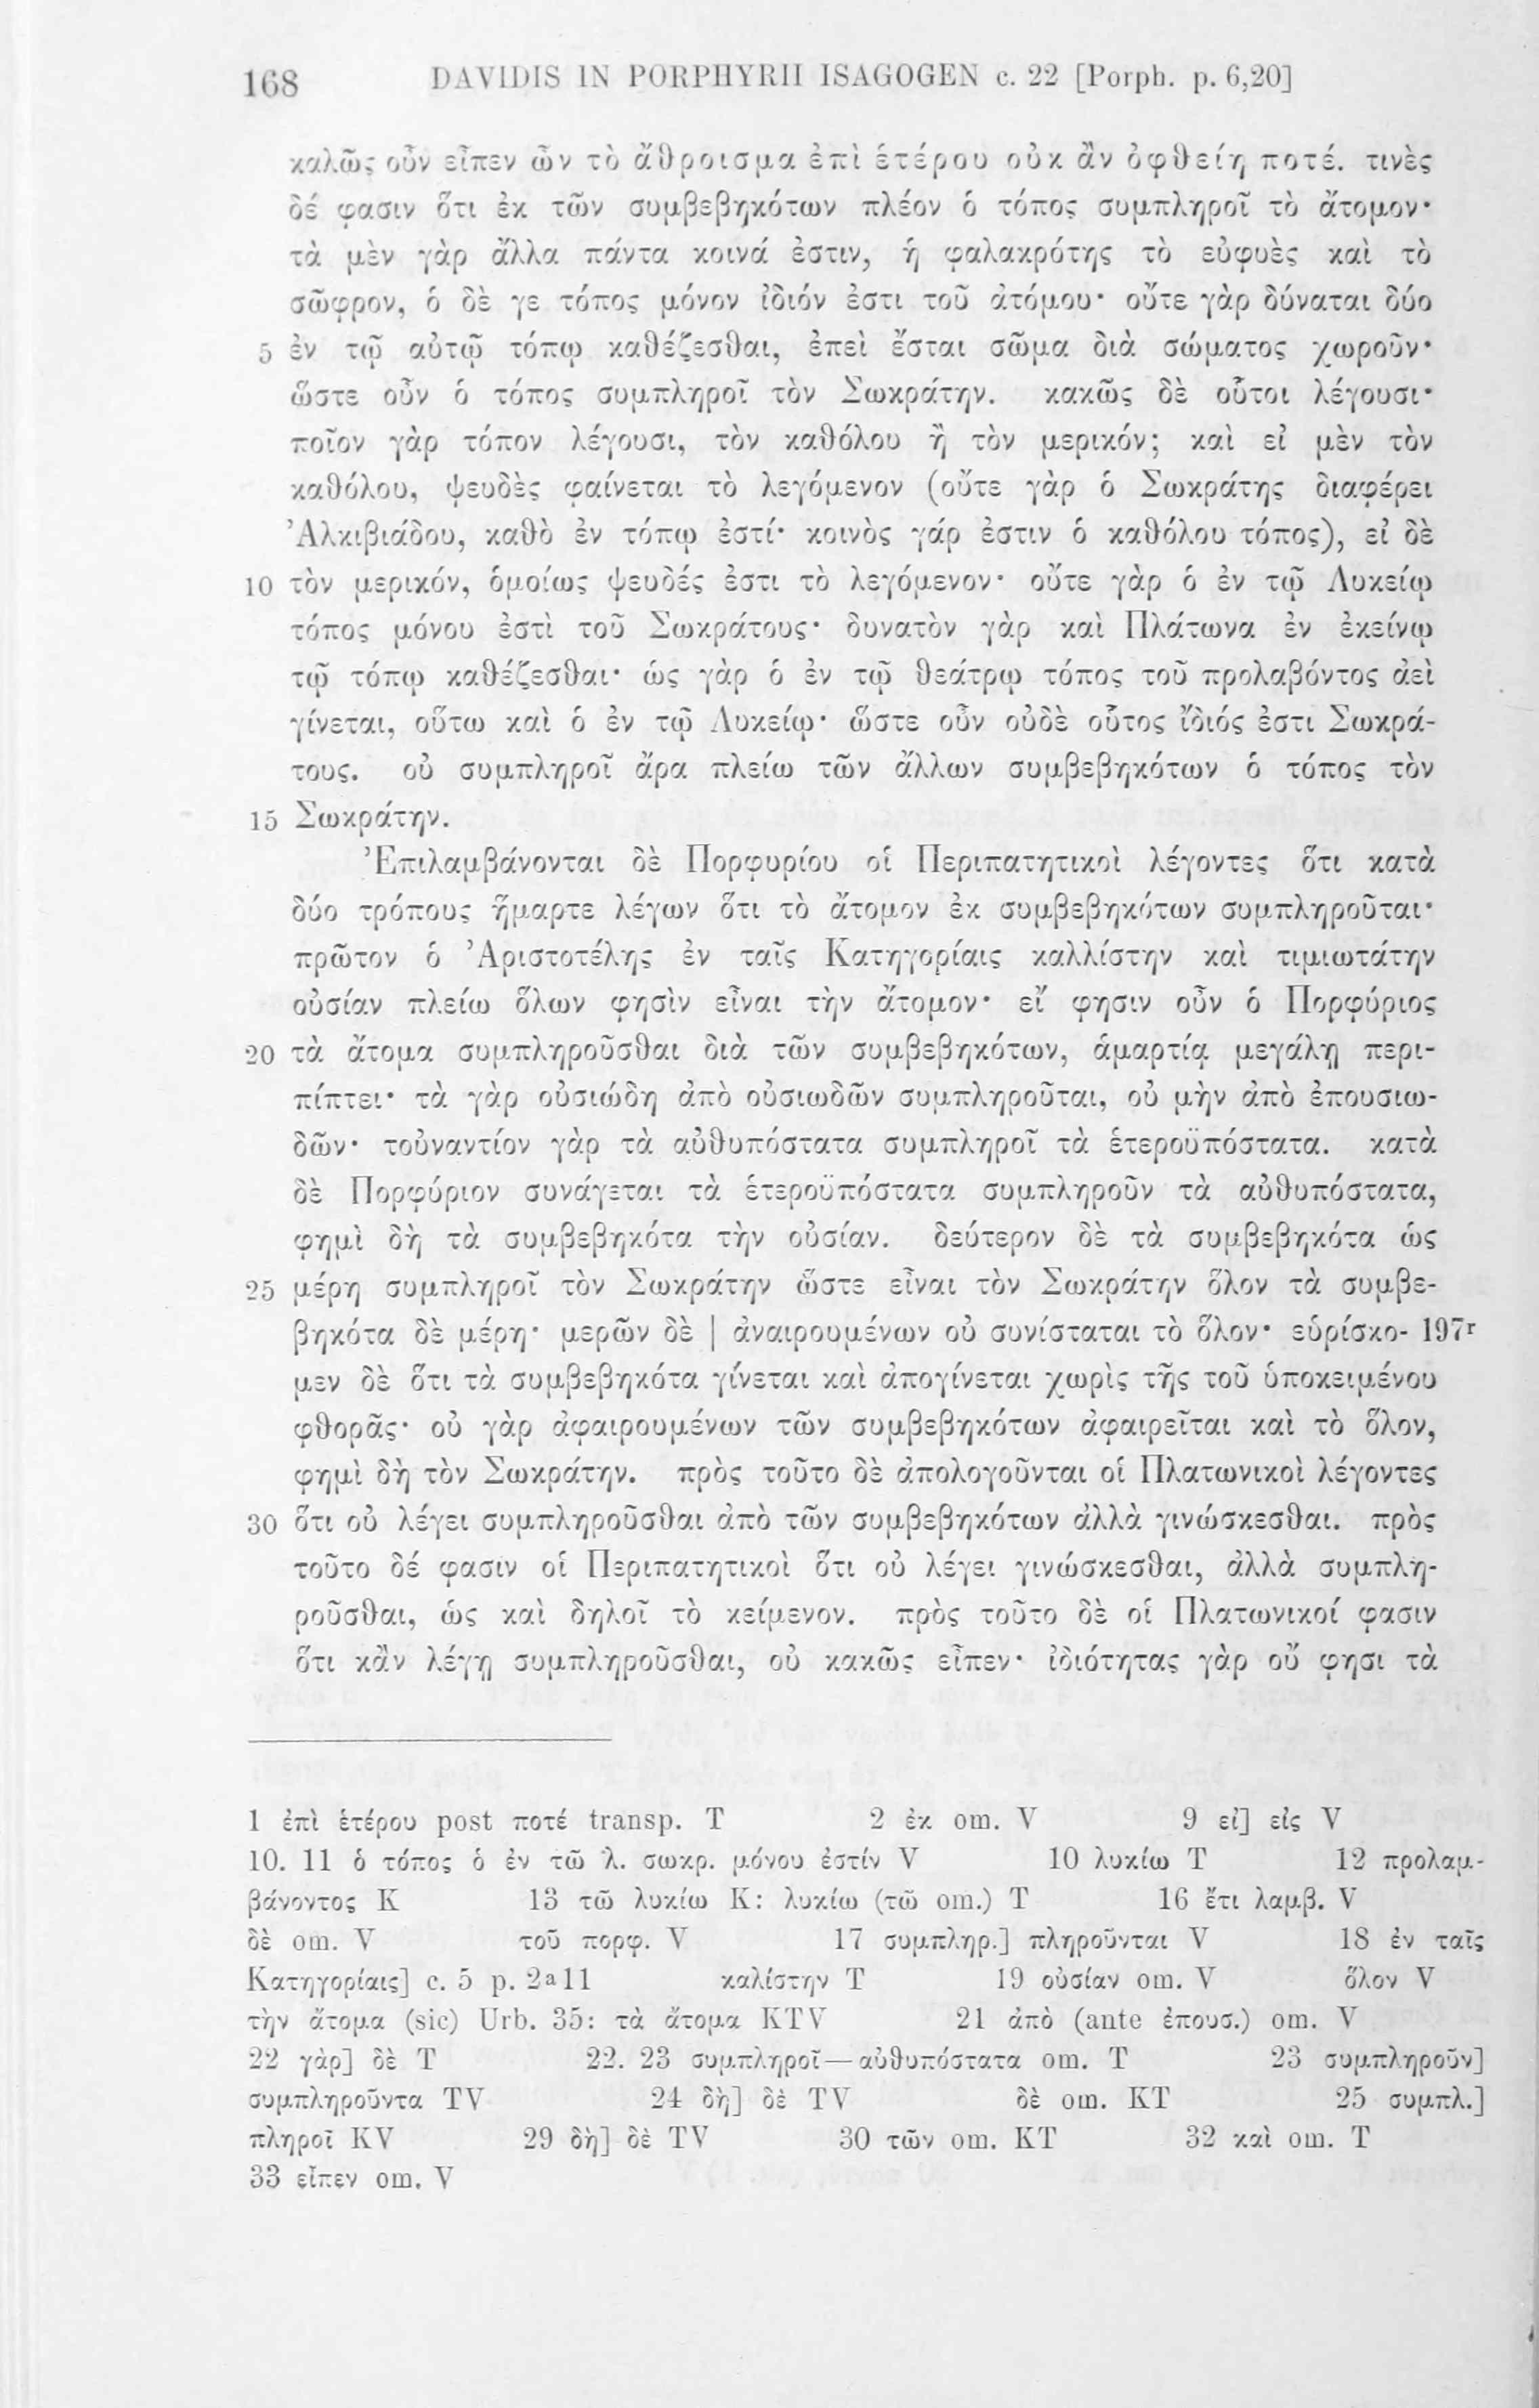 168 DAVIDIS IN PORPHYRII ISAGOGEN c. 22 [Porph. p. 6,20]
καλῶς οὖν εἶπεν ὧν τὸ ἄθροισμα ἐπὶ ἑτέρου οὐκ ἂν ὀφθείη ποτέ. τινὲς
δέ φασιν ὅτι ἐκ τῶν συμβεβηκότων πλέον ὁ τόπος συμπληροῖ τὸ ἄτομον·
τὰ μὲν γὰρ ἄλλα πάντα κοινά ἐστιν, ἡ φαλακρότης τὸ εὐφυὲς καὶ τὸ
σῶφρον, ὁ δὲ γε τόπος μόνον ἰδιόν ἐστι τοῦ ἀτόμου· οὔτε γὰρ δύναται δύο
5 ἐν τῷ αὐτῷ τόπῳ καθέζεσθαι, ἐπεὶ ἔσται σῶμα διὰ σώματος χωροῦν·
ὥστε οὖν ὁ τόπος συμπληροῖ τὸν Σωκράτην. κακῶς δὲ οὗτοι λέγουσι·
ποῖον γὰρ τόπον λέγουσι, τὸν καθόλου ἢ τὸν μερικόν; καὶ εἰ μὲν τὸν
καθόλου, ψευδὲς φαίνεται τὸ λεγόμενον (οὔτε γὰρ ὁ Σωκράτης διαφέρει
Ἀλκιβιάδου, καθὸ ἐν τόπῳ ἐστί· κοινὸς γάρ ἐστιν ὁ καθόλου τόπος), εἰ δὲ
10 τὸν μερικόν, ὁμοίως ψευδές ἐστι τὸ λεγόμενον· οὔτε γὰρ ὁ ἐν τῷ Λυκείῳ
τόπος μόνου ἐστὶ τοῦ Σωκράτους· δυνατὸν γὰρ καὶ Πλάτωνα ἐν ἐκείνῳ
τῷ τόπῳ καθέζεσθαι· ὡς γὰρ ὁ ἐν τῷ θεάτρῳ τόπος τοῦ προλαβόντος ἀεὶ
γίνεται, οὕτω καὶ ὁ ἐν τῷ Λυκείῳ· ὥστε οὖν οὐδὲ οὗτος ἴδιός ἐστι Σωκρά-
τους. οὐ συμπληροῖ ἄρα πλείω τῶν ἄλλων συμβεβηκότων ὁ τόπος τὸν
15 Σωκράτην.
Ἐπιλαμβάνονται δὲ Πορφυρίου οἱ Περιπατητικοὶ λέγοντες ὅτι κατὰ
δύο τρόπους ἥμαρτε λέγων ὅτι τὸ ἄτομον ἐκ συμβεβηκότων συμπληροῦται·
πρῶτον ὁ Ἀριστοτέλης ἐν ταῖς Κατηγορίαις καλλίστην καὶ τιμιωτάτην
οὐσίαν πλείω ὅλων φησὶν εἶναι τὴν ἄτομον· εἴ φησιν οὖν ὁ Πορφύριος
20 τὰ ἄτομα συμπληροῦσθαι διὰ τῶν συμβεβηκότων, ἁμαρτίᾳ μεγάλῃ περι-
πίπτει· τὰ γὰρ οὐσιώδη ἀπὸ οὐσιωδῶν συμπληροῦται, οὐ μὴν ἀπὸ ἐπουσιω-
δῶν· τοὐναντίον γὰρ τὰ αὐθυπόστατα συμπληροῖ τὰ ἑτεροϋπόστατα. κατὰ
δὲ Πορφύριον συνάγεται τὰ ἑτεροϋπόστατα συμπληροῦν τὰ αὐθυπόστατα,
φημὶ δὴ τὰ συμβεβηκότα τὴν οὐσίαν. δεύτερον δὲ τὰ συμβεβηκότα ὡς
25 μέρη συμπληροῖ τὸν Σωκράτην ὥστε εἶναι τὸν Σωκράτην ὅλον τὰ συμβε-
βηκότα δὲ μέρη· μερῶν δὲ | ἀναιρουμένων οὐ συνίσταται τὸ ὅλον· εὑρίσκο- 197r
μεν δὲ ὅτι τὰ συμβεβηκότα γίνεται καὶ ἀπογίνεται χωρὶς τῆς τοῦ ὑποκειμένου
φθορᾶς· οὐ γὰρ ἀφαιρουμένων τῶν συμβεβηκότων ἀφαιρεῖται καὶ τὸ ὅλον,
φημὶ δὴ τὸν Σωκράτην. πρὸς τοῦτο δὲ ἀπολογοῦνται οἱ Πλατωνικοὶ λέγοντες
30 ὅτι οὐ λέγει συμπληροῦσθαι ἀπὸ τῶν συμβεβηκότων ἀλλὰ γινώσκεσθαι. πρὸς
τοῦτο δέ φασιν οἱ Περιπατητικοὶ ὅτι οὐ λέγει γινώσκεσθαι, ἀλλὰ συμπλη-
ροῦσθαι, ὡς καὶ δηλοῖ τὸ κείμενον. πρὸς τοῦτο δὲ οἱ Πλατωνικοί φασιν
ὅτι κἂν λέγῃ συμπληροῦσθαι, οὐ κακῶς εἶπεν· ἰδιότητας γὰρ οὔ φησι τὰ
1 ἐπὶ ἑτέρου post ποτέ transp. T 2 ἐκ om. V 9 εἰ] εἰς V
10. 11 ὁ τόπος ὁ ἐν τῶ λ. σωκρ. μόνου ἐστίν V 10 λυκίω T 12 προλαμ-
βάνοντος K 13 τῶ λυκίω K: λυκίω (τῶ om.) T 16 ἔτι λαμβ. V
δὲ om. V τοῦ πορφ. V 17 συμπληρ.] πληροῦνται V 18 ἐν ταῖς
Κατηγορίαις] c. 5 p. 2a11 καλίστην T 19 οὐσίαν om. V ὅλον V
τὴν ἄτομα (sic) Urb. 35: τὰ ἄτομα KTV 21 ἀπὸ (ante ἐπουσ.) om. V
22 γὰρ] δὲ T 22. 23 συμπληροῖ—αὐθυπόστατα om. T 23 συμπληροῦν]
συμπληροῦντα TV 24 δὴ] δὲ TV δὲ om. KT 25 συμπλ.]
πληροῖ KV 29 δὴ] δὲ TV 30 τῶν om. KT 32 καὶ om. T
33 εἶπεν om. V